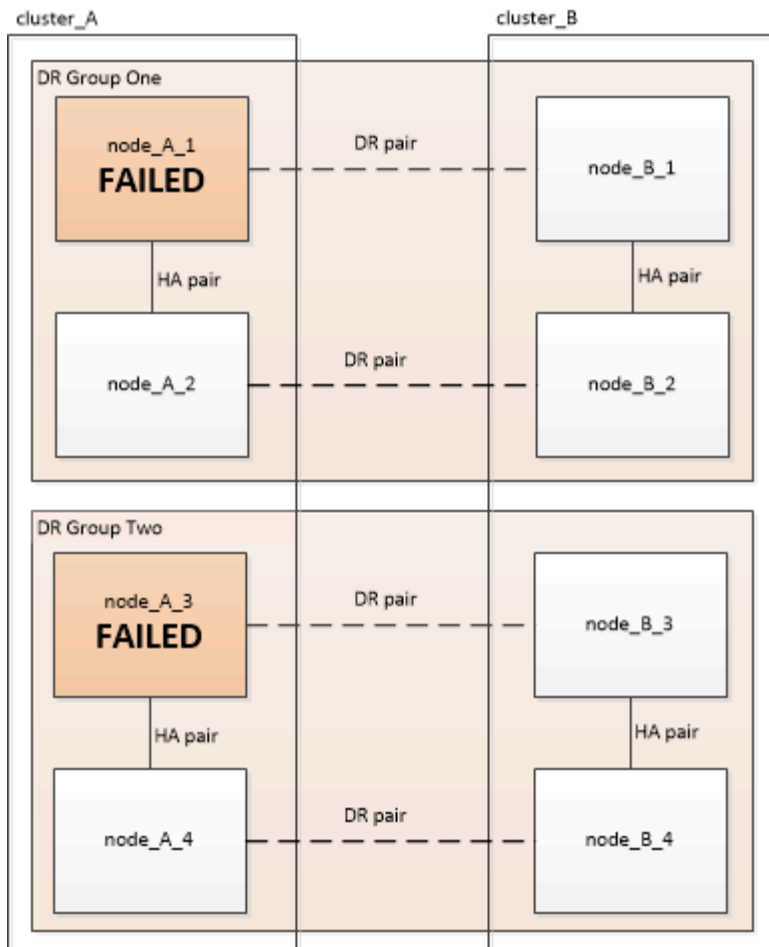 cluster_A
cluster_B
DR Group One
node_A_1
FAILED
DR pair
node_B_1
HA pair
HA pair
node_A_2
DR pair
node_B_2
DR Group Two
node_A_3
FAILED
DR pair
node_B_3
HA pair
HA pair
node_A_4
DR pair
node_B_4